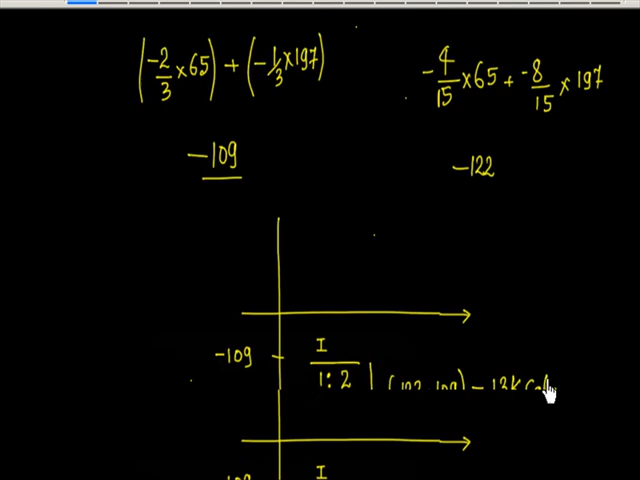 (-2/3 × 65) + (-1/3 × 197)
-4/15 × 65 + -8/15 × 197
-109
-122
-109
I
1:2
I